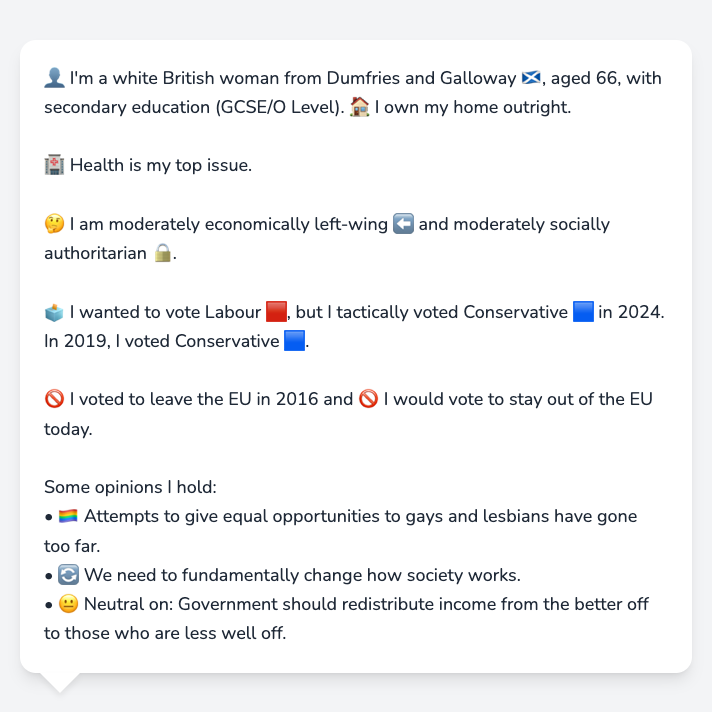 👤 I'm a white British woman from Dumfries and Galloway 🏴󠁧󠁢󠁳󠁣󠁴󠁿, aged 66, with
secondary education (GCSE/O Level). 🏠 I own my home outright.
🏥 Health is my top issue.
🤔 I am moderately economically left-wing ⬅️ and moderately socially
authoritarian 🔒.
🗳️ I wanted to vote Labour 🟥, but I tactically voted Conservative 🟦 in 2024.
In 2019, I voted Conservative 🟦.
🚫 I voted to leave the EU in 2016 and 🚫 I would vote to stay out of the EU
today.
Some opinions I hold:
• 🏳️‍🌈 Attempts to give equal opportunities to gays and lesbians have gone
too far.
• 🔄 We need to fundamentally change how society works.
• 😐 Neutral on: Government should redistribute income from the better off
to those who are less well off.